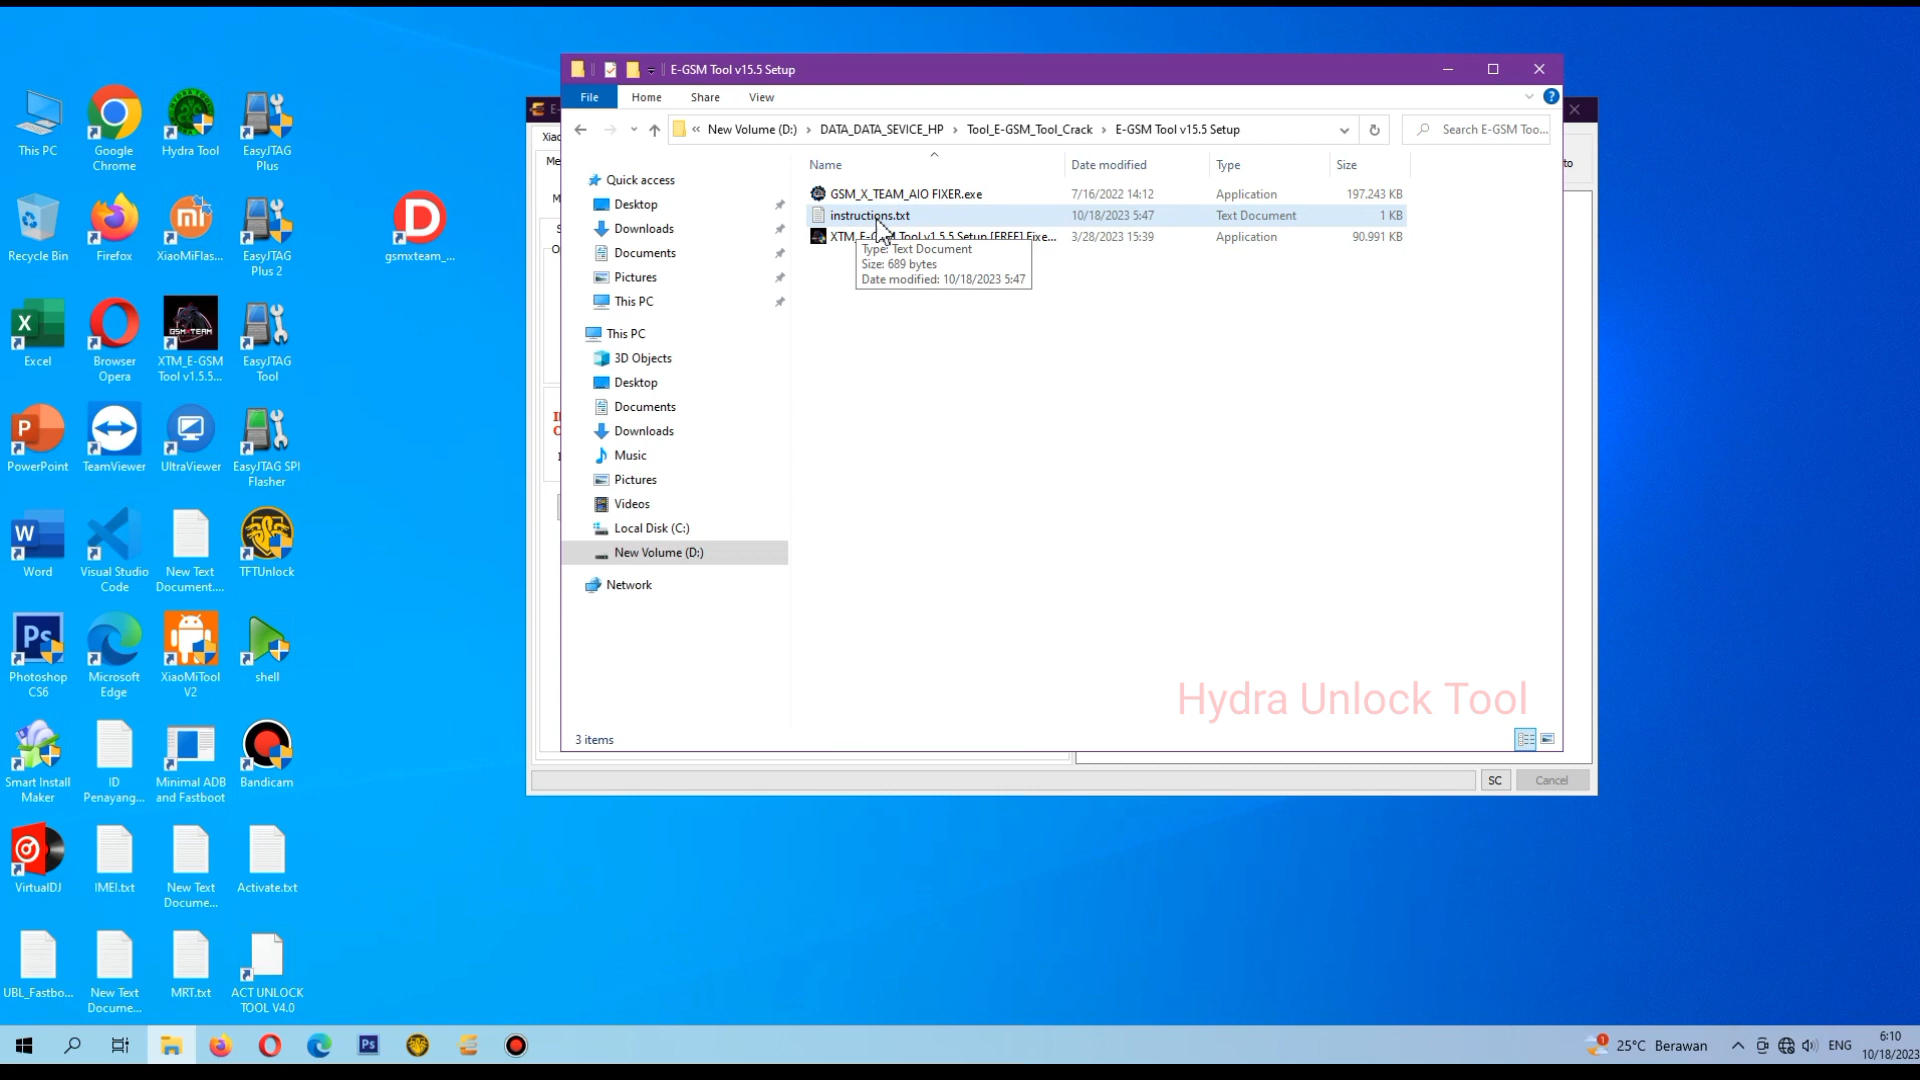 E-GSM Tool v15.5 Setup
File
Home
Share
View
New Volume (D:)
DATA_DATA_SEVICE_HP
Tool_E-GSM_Tool_Crack
E-GSM Tool v15.5 Setup
Search E-GSM Too...
Name
Date modified
Type
Size
GSM_X_TEAM_AIO FIXER.exe
7/16/2022 14:12
Application
197.243 KB
instructions.txt
10/18/2023 5:47
Text Document
1 KB
XTM_E-GSM Tool v1.5.5 Setup [FREE] Fixe...
3/28/2023 15:39
Application
90.991 KB
Type: Text Document
Size: 689 bytes
Date modified: 10/18/2023 5:47
Quick access
Desktop
Downloads
Documents
Pictures
This PC
This PC
3D Objects
Desktop
Documents
Downloads
Music
Pictures
Videos
Local Disk (C:)
New Volume (D:)
Network
Hydra Unlock Tool
3 items
SC
Cancel
This PC
Google
Chrome
Hydra Tool
EasyJTAG
Plus
Recycle Bin
Firefox
XiaoMiFlas...
EasyJTAG
Plus 2
gsmxteam_...
Excel
Browser
Opera
GSM-X-TEAM
XTM_E-GSM
Tool v1.5.5...
EasyJTAG
Tool
PowerPoint
TeamViewer
UltraViewer
EasyJTAG SPI
Flasher
Word
Visual Studio
Code
New Text
Document....
TFTUnlock
Photoshop
CS6
Microsoft
Edge
XiaoMiTool
V2
shell
Smart Install
Maker
ID
Penayang...
Minimal ADB
and Fastboot
Bandicam
VirtualDJ
IMEI.txt
New Text
Docume...
Activate.txt
UBL_Fastbo...
New Text
Docume...
MRT.txt
ACT UNLOCK
TOOL V4.0
25°C Berawan
ENG
6:10
10/18/2023